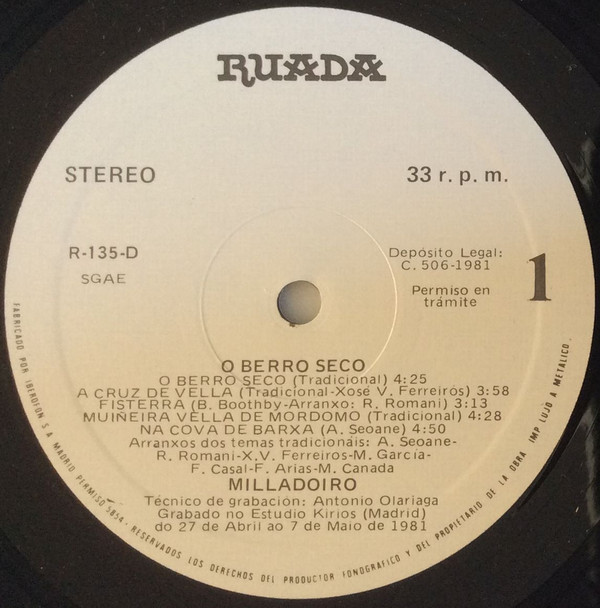 RUADA
STEREO
33 r. p. m.
R-135-D
SGAE
Depósito Legal:
C. 506-1981
Permiso en
trámite
1
O BERRO SECO
O BERRO SECO (Tradicional) 4:25
A CRUZ DE VELLA (Tradicional-Xosé V. Ferreirós) 3:58
FISTERRA (B. Boothby-Arranxo: R. Romani) 3:13
MUIÑEIRA VELLA DE MORDOMO (Tradicional) 4:28
NA COVA DE BARXA (A. Seoane) 4:50
Arranxos dos temas tradicionáis: A. Seoane-
R. Romani-X.V. Ferreiros-M. García-
F. Casal-F. Arias-M. Canada
MILLADOIRO
Técnico de grabación: Antonio Olariaga
Grabado no Estudio Kirios (Madrid)
do 27 de Abril ao 7 de Maio de 1981
FABRICADO POR IBEROFON S A MADRID PERMISO 5854 - RESERVADOS LOS DERECHOS DEL PRODUCTOR FONOGRAFICO Y DEL PROPIETARIO DE LA OBRA IMP LUJO A METALICO.